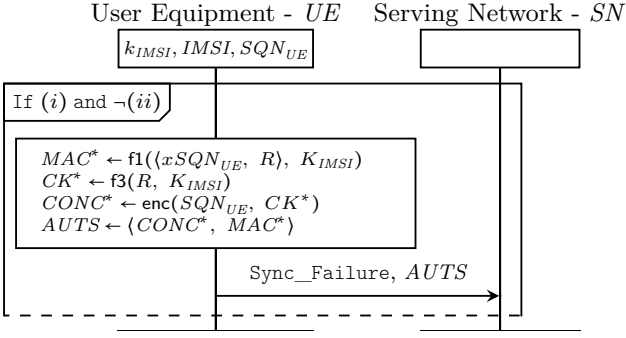 User Equipment - UE Serving Network - SN
k_IMSI, IMSI, SQN_UE
If (i) and ¬(ii)
MAC* ← f1(⟨xSQN_UE, R⟩, K_IMSI)
CK* ← f3(R, K_IMSI)
CONC* ← enc(SQN_UE, CK*)
AUTS ← ⟨CONC*, MAC*⟩
Sync_Failure, AUTS